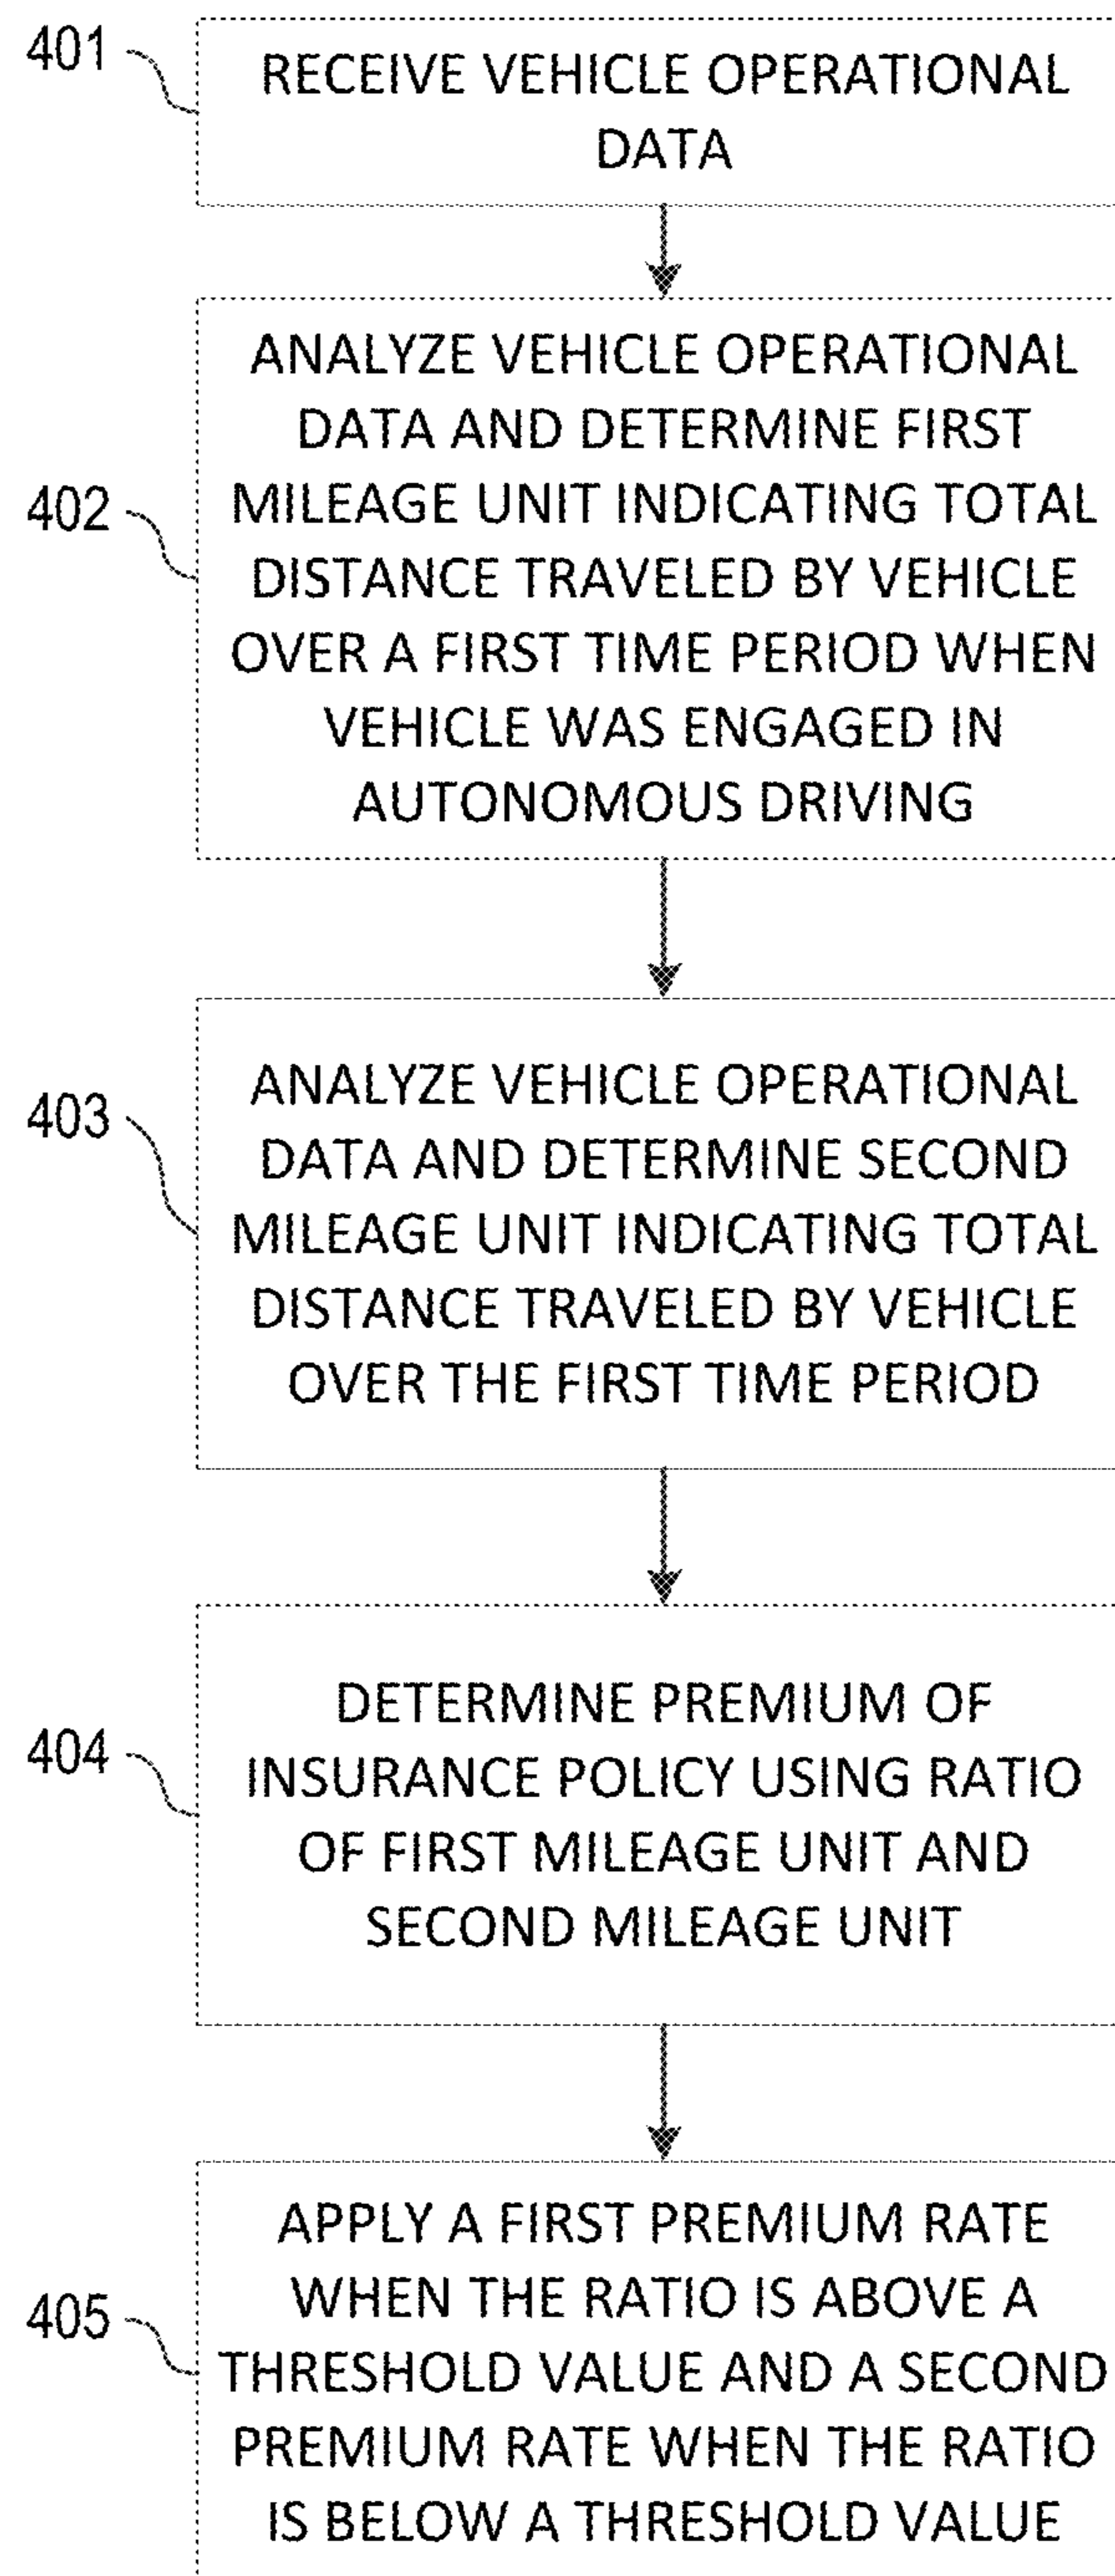 401
RECEIVE VEHICLE OPERATIONAL
DATA
402
ANALYZE VEHICLE OPERATIONAL
DATA AND DETERMINE FIRST
MILEAGE UNIT INDICATING TOTAL
DISTANCE TRAVELED BY VEHICLE
OVER A FIRST TIME PERIOD WHEN
VEHICLE WAS ENGAGED IN
AUTONOMOUS DRIVING
403
ANALYZE VEHICLE OPERATIONAL
DATA AND DETERMINE SECOND
MILEAGE UNIT INDICATING TOTAL
DISTANCE TRAVELED BY VEHICLE
OVER THE FIRST TIME PERIOD
404
DETERMINE PREMIUM OF
INSURANCE POLICY USING RATIO
OF FIRST MILEAGE UNIT AND
SECOND MILEAGE UNIT
405
APPLY A FIRST PREMIUM RATE
WHEN THE RATIO IS ABOVE A
THRESHOLD VALUE AND A SECOND
PREMIUM RATE WHEN THE RATIO
IS BELOW A THRESHOLD VALUE